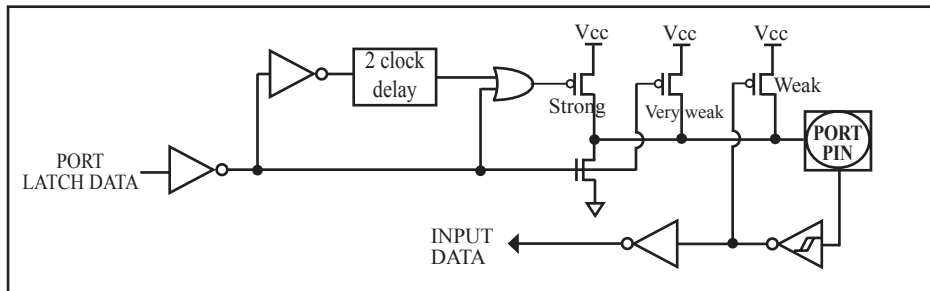 Vcc
Vcc
Vcc
2 clock
delay
Strong
Very weak
Weak
PORT
PIN
PORT
LATCH DATA
INPUT
DATA